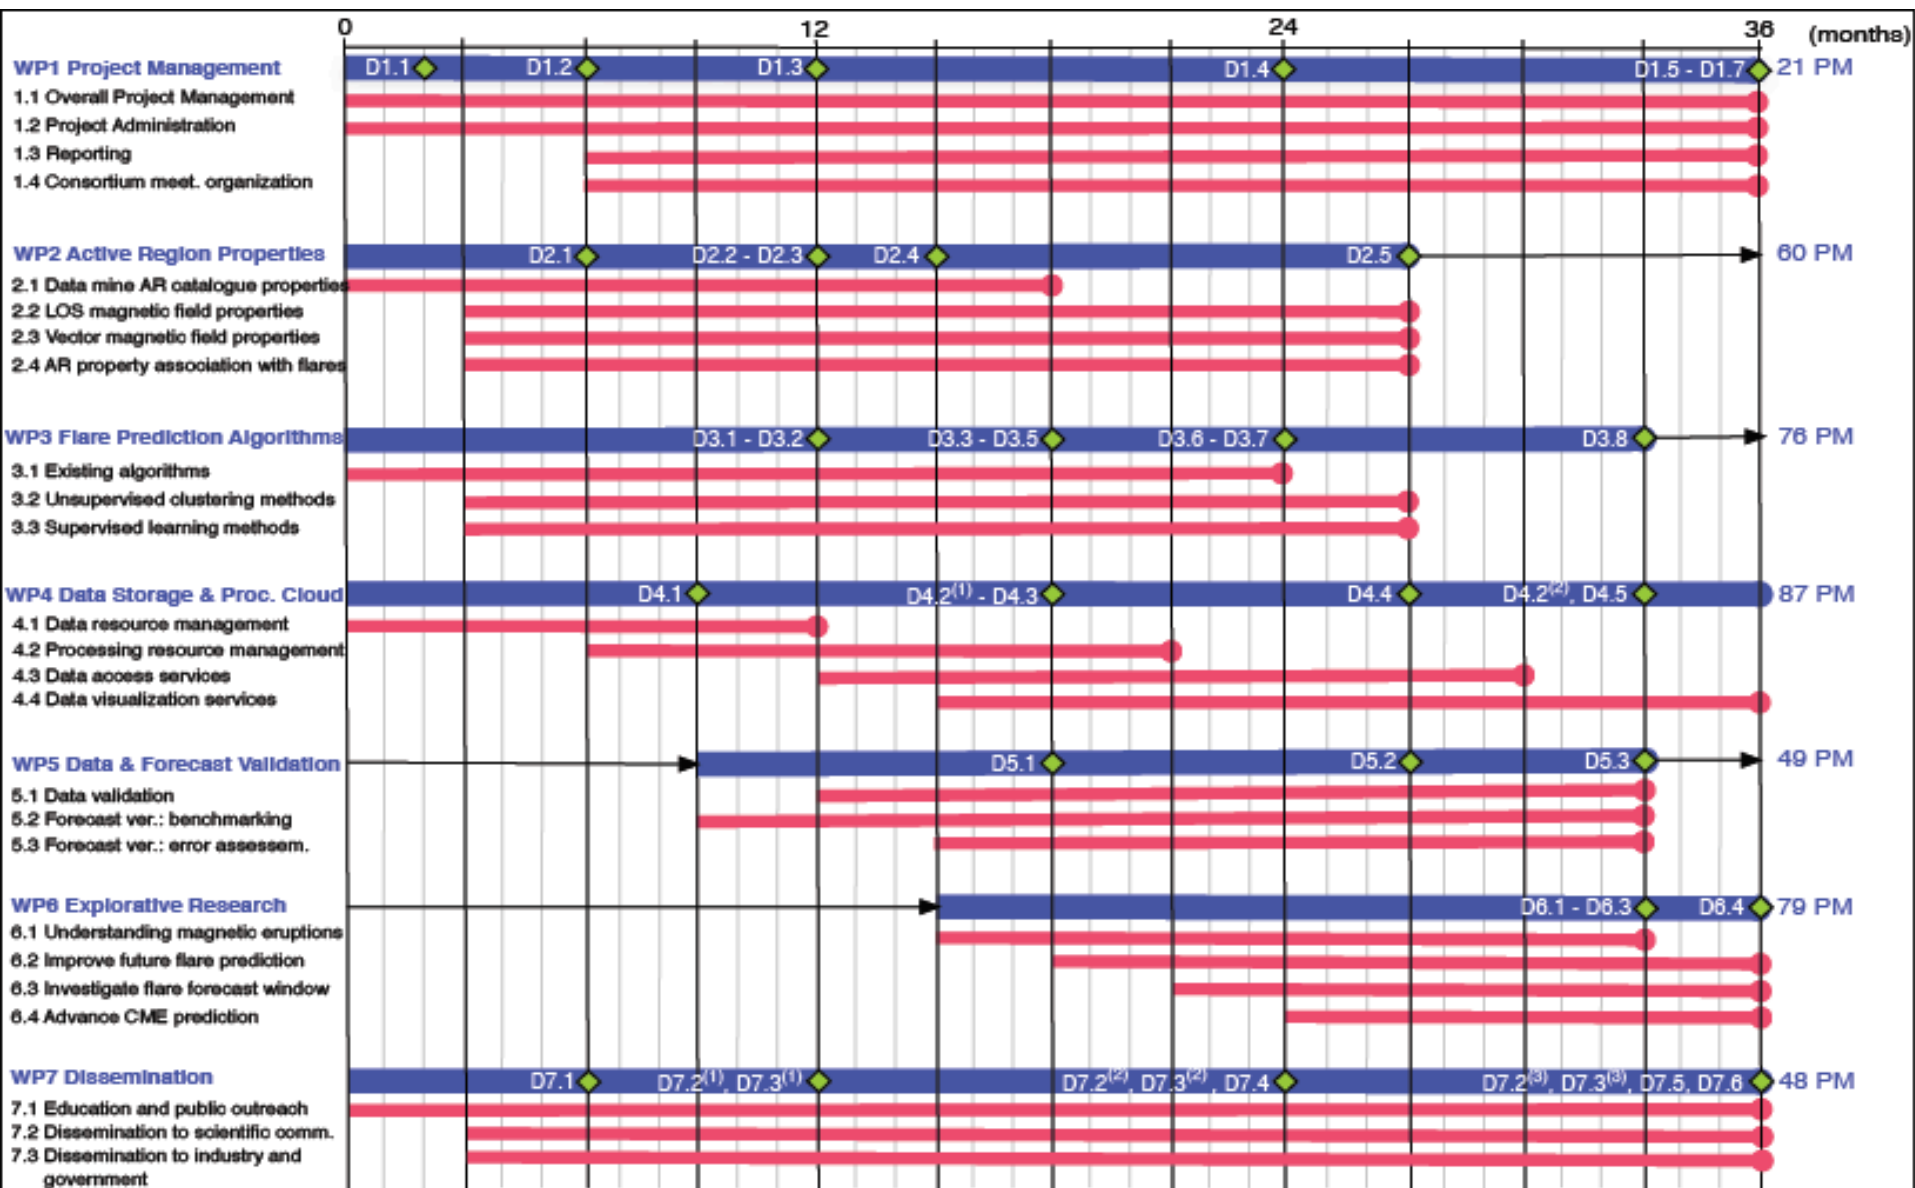 0 12 24 36 (months)
WP1 Project Management D1.1 D1.2 D1.3 D1.4 D1.5 - D1.7 21 PM
1.1 Overall Project Management
1.2 Project Administration
1.3 Reporting
1.4 Consortium meet. organization
WP2 Active Region Properties D2.1 D2.2 - D2.3 D2.4 D2.5 60 PM
2.1 Data mine AR catalogue properties
2.2 LOS magnetic field properties
2.3 Vector magnetic field properties
2.4 AR property association with flares
WP3 Flare Prediction Algorithms D3.1 - D3.2 D3.3 - D3.5 D3.6 - D3.7 D3.8 76 PM
3.1 Existing algorithms
3.2 Unsupervised clustering methods
3.3 Supervised learning methods
WP4 Data Storage & Proc. Cloud D4.1 D4.2(1) - D4.3 D4.4 D4.2(2), D4.5 87 PM
4.1 Data resource management
4.2 Processing resource management
4.3 Data access services
4.4 Data visualization services
WP5 Data & Forecast Validation D5.1 D5.2 D5.3 49 PM
5.1 Data validation
5.2 Forecast ver.: benchmarking
5.3 Forecast ver.: error assessem.
WP6 Explorative Research D6.1 - D6.3 D6.4 79 PM
6.1 Understanding magnetic eruptions
6.2 Improve future flare prediction
6.3 Investigate flare forecast window
6.4 Advance CME prediction
WP7 Dissemination D7.1 D7.2(1), D7.3(1) D7.2(2), D7.3(2), D7.4 D7.2(3), D7.3(3), D7.5, D7.6 48 PM
7.1 Education and public outreach
7.2 Dissemination to scientific comm.
7.3 Dissemination to industry and
government